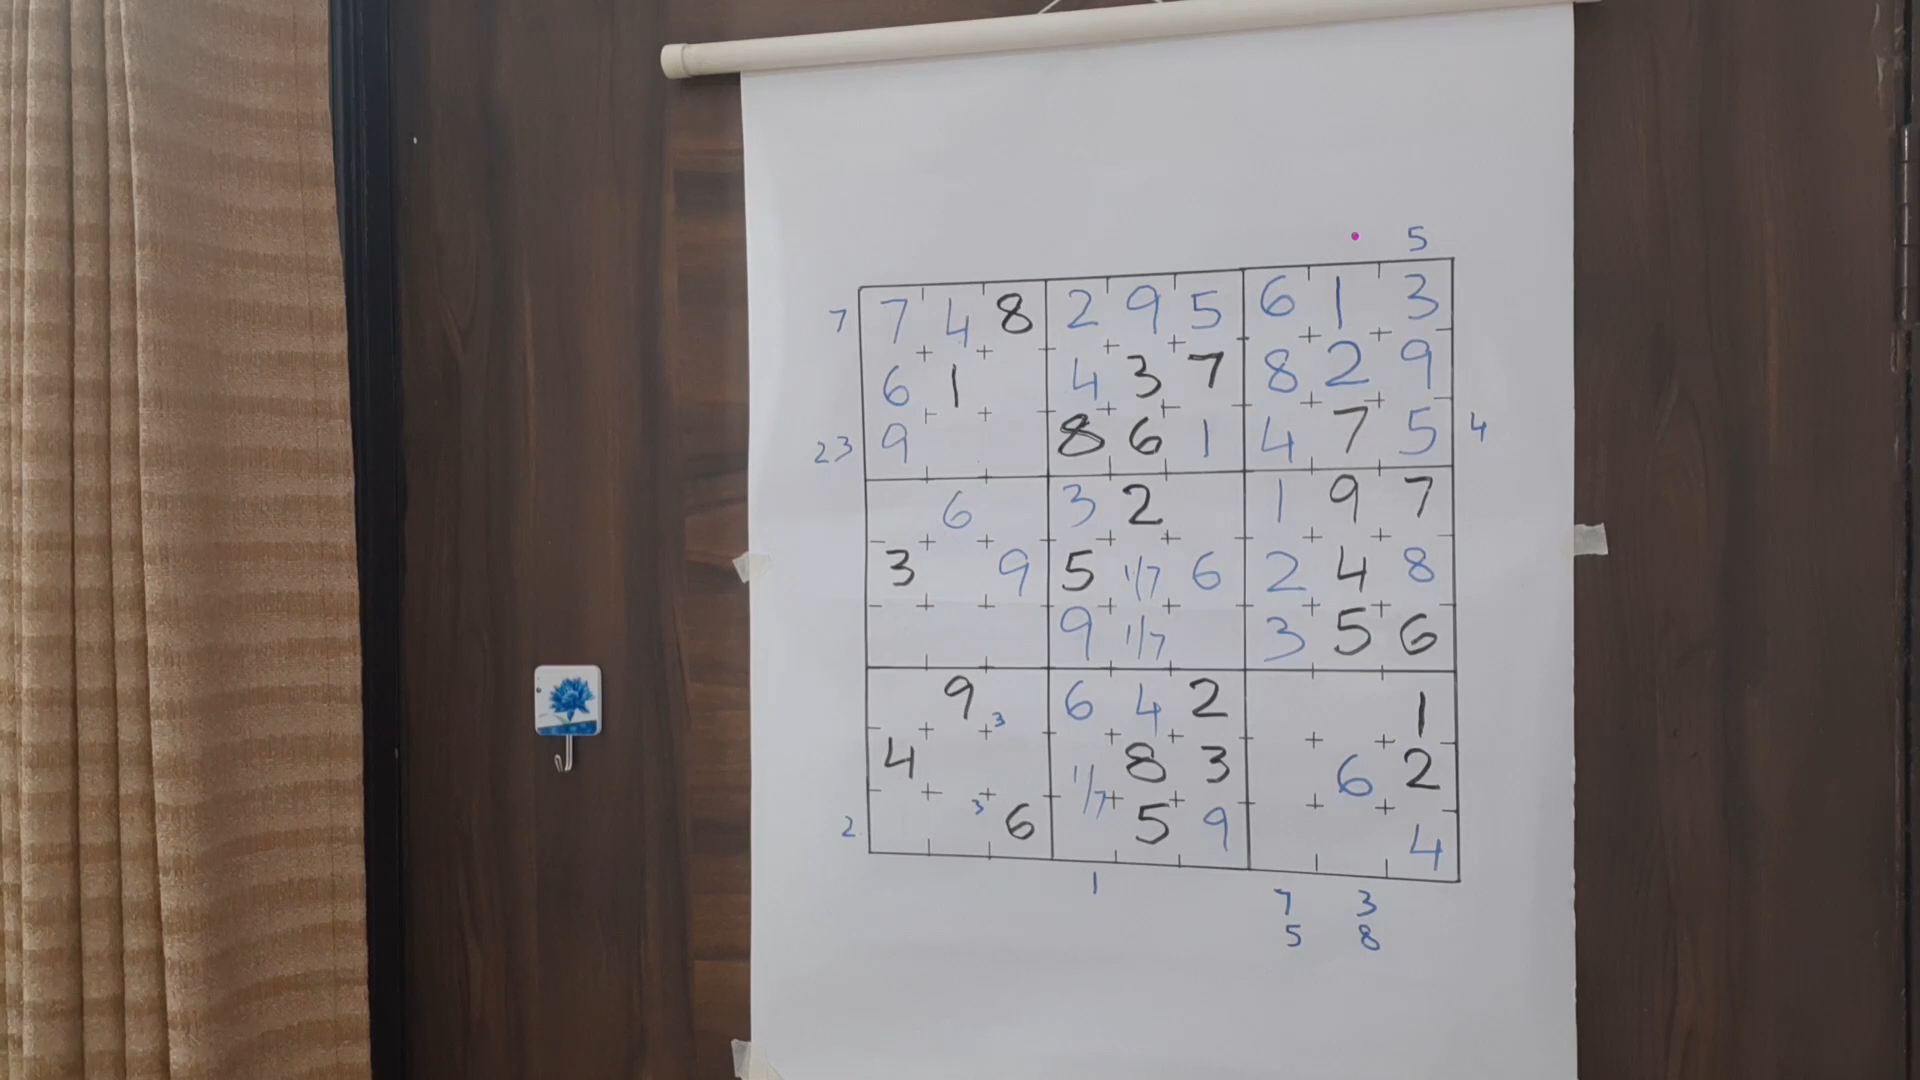 5
7 7 4 8 2 9 5 6 1 3
6 1 4 3 7 8 2 9
23 9 8 6 1 4 7 5 4
6 3 2 1 9 7
3 9 5 1/7 6 2 4 8
9 1/7 3 5 6
9 3 6 4 2 1
4 1/7 8 3 6 2
2 3 6 5 9 4
1 7 3
5 8